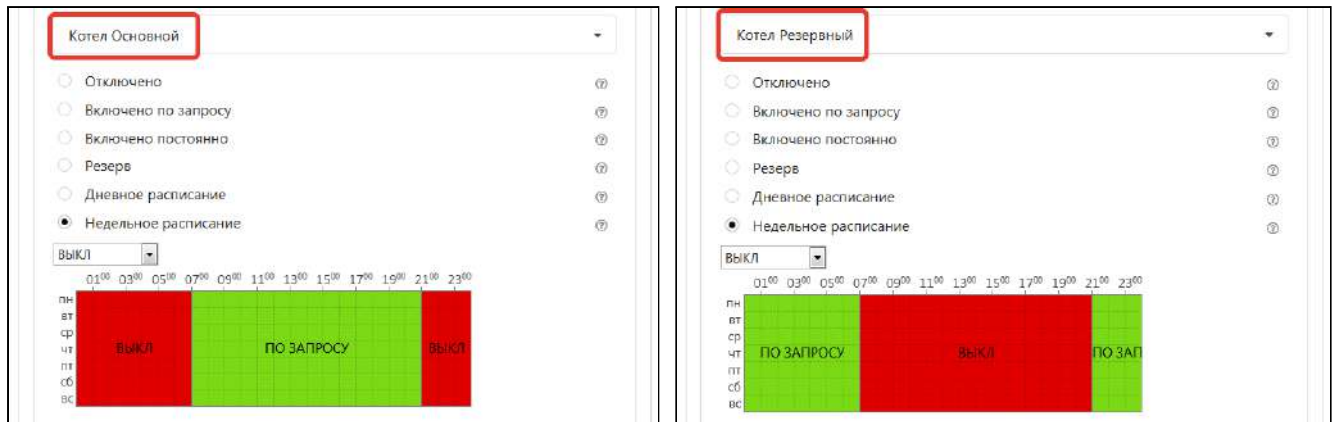 Котел Основной
Отключено
Включено по запросу
Включено постоянно
Резерв
Дневное расписание
Недельное расписание
ВЫКЛ
01⁰⁰ 03⁰⁰ 05⁰⁰ 07⁰⁰ 09⁰⁰ 11⁰⁰ 13⁰⁰ 15⁰⁰ 17⁰⁰ 19⁰⁰ 21⁰⁰ 23⁰⁰
пн
вт
ср
чт ВЫКЛ ПО ЗАПРОСУ ВЫКЛ
пт
сб
вс
Котел Резервный
Отключено
Включено по запросу
Включено постоянно
Резерв
Дневное расписание
Недельное расписание
ВЫКЛ
01⁰⁰ 03⁰⁰ 05⁰⁰ 07⁰⁰ 09⁰⁰ 11⁰⁰ 13⁰⁰ 15⁰⁰ 17⁰⁰ 19⁰⁰ 21⁰⁰ 23⁰⁰
пн
вт
ср
чт ПО ЗАПРОСУ ВЫКЛ ПО ЗАП
пт
сб
вс